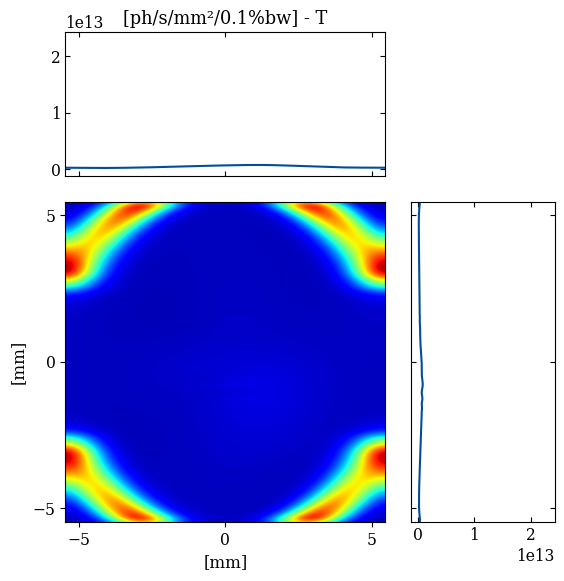 1e13 [ph/s/mm²/0.1%bw] - T
2
1
0
5
0
−5
[mm]
−5 0 5
[mm]
0 1 2
1e13